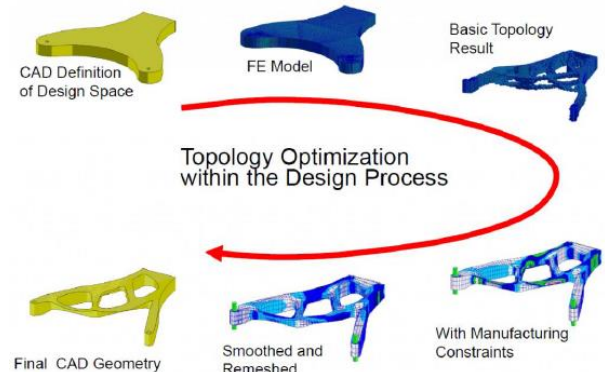 CAD Definition
of Design Space
FE Model
Basic Topology
Result
Topology Optimization
within the Design Process
With Manufacturing
Constraints
Smoothed and
Remeshed
Final CAD Geometry